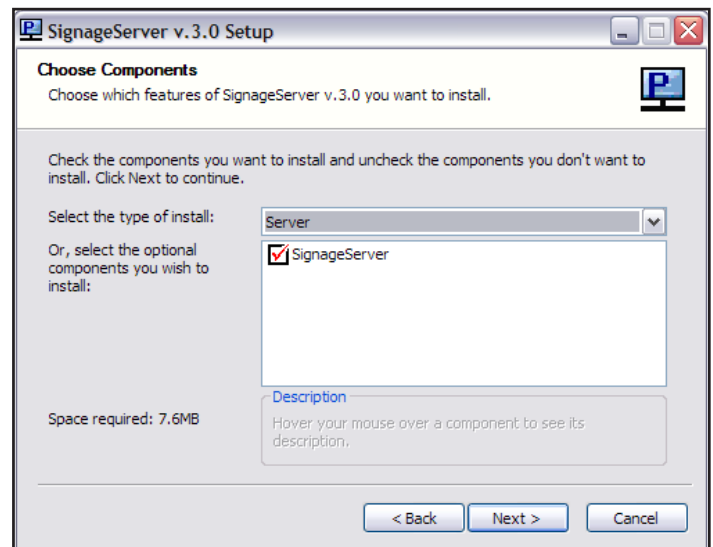 SignageServer v.3.0 Setup
Choose Components
Choose which features of SignageServer v.3.0 you want to install.
P
Check the components you want to install and uncheck the components you don't want to
install. Click Next to continue.
Select the type of install:
Server
Or, select the optional
components you wish to
install:
SignageServer
Space required: 7.6MB
Description
Hover your mouse over a component to see its
description.
< Back
Next >
Cancel